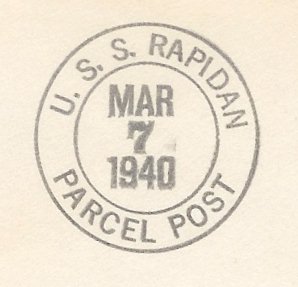 U. S. S. RAPIDAN
MAR
7
1940
PARCEL POST